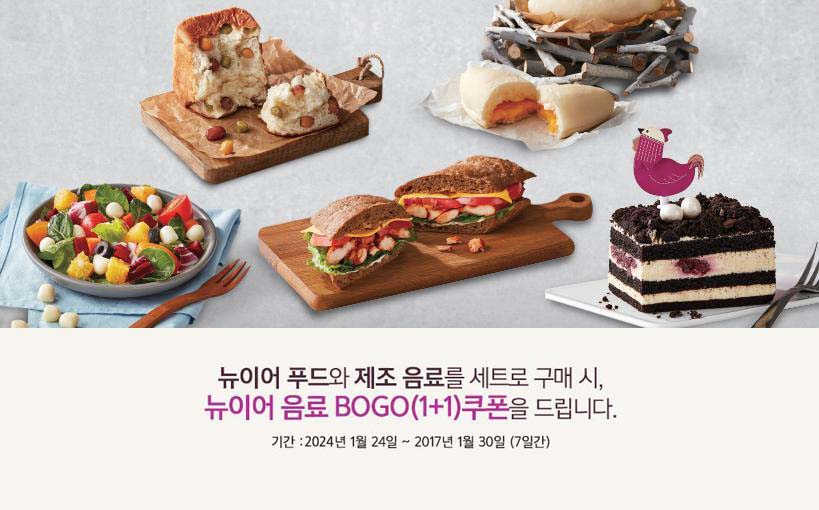 뉴이어 푸드와 제조 음료를 세트로 구매 시,
뉴이어 음료 BOGO(1+1)쿠폰을 드립니다.
기간 : 2024년 1월 24일 ~ 2017년 1월 30일 (7일간)